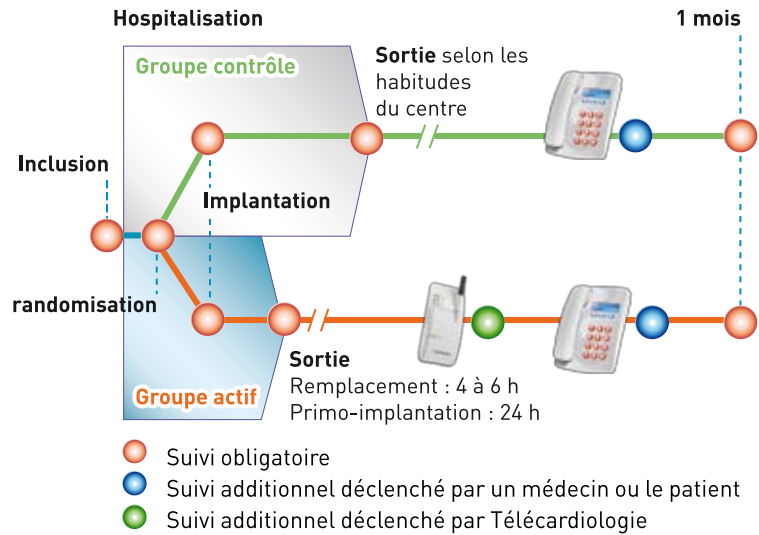 Hospitalisation
1 mois
Groupe contrôle
Sortie selon les
habitudes
du centre
Inclusion
Implantation
randomisation
Sortie
Remplacement : 4 à 6 h
Primo-implantation : 24 h
Groupe actif
Suivi obligatoire
Suivi additionnel déclenché par un médecin ou le patient
Suivi additionnel déclenché par Télécardiologie